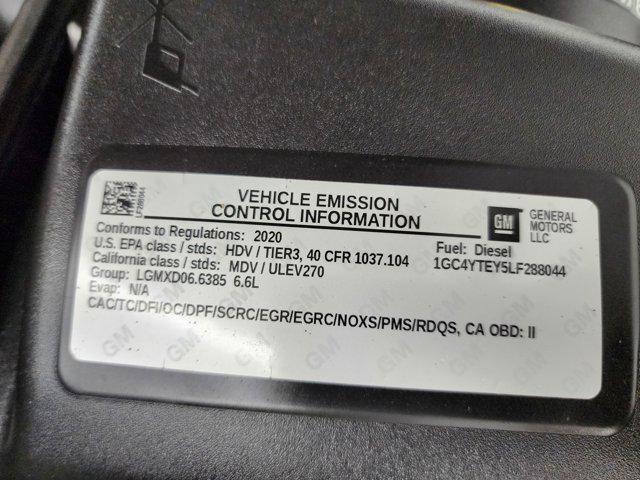 LF288044
VEHICLE EMISSION
CONTROL INFORMATION
GM
GENERAL
MOTORS
LLC
Conforms to Regulations: 2020
U.S. EPA class / stds: HDV / TIER3, 40 CFR 1037.104
California class / stds: MDV / ULEV270
Group: LGMXD06.6385 6.6L
Evap: N/A
Fuel: Diesel
1GC4YTEY5LF288044
CAC/TC/DFI/OC/DPF/SCRC/EGR/EGRC/NOXS/PMS/RDQS, CA OBD: II